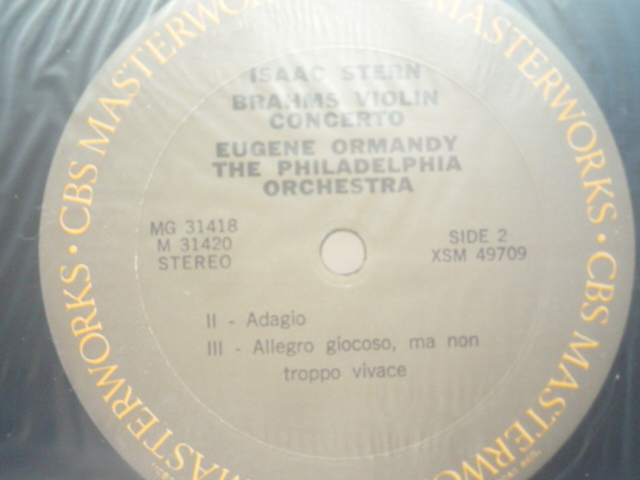 CBS MASTERWORKS · CBS MASTERWORKS · CBS MASTERWORKS
ISAAC STERN
BRAHMS VIOLIN
CONCERTO
EUGENE ORMANDY
THE PHILADELPHIA
ORCHESTRA
MG 31418
M 31420
STEREO
SIDE 2
XSM 49709
II - Adagio
III - Allegro giocoso, ma non
troppo vivace